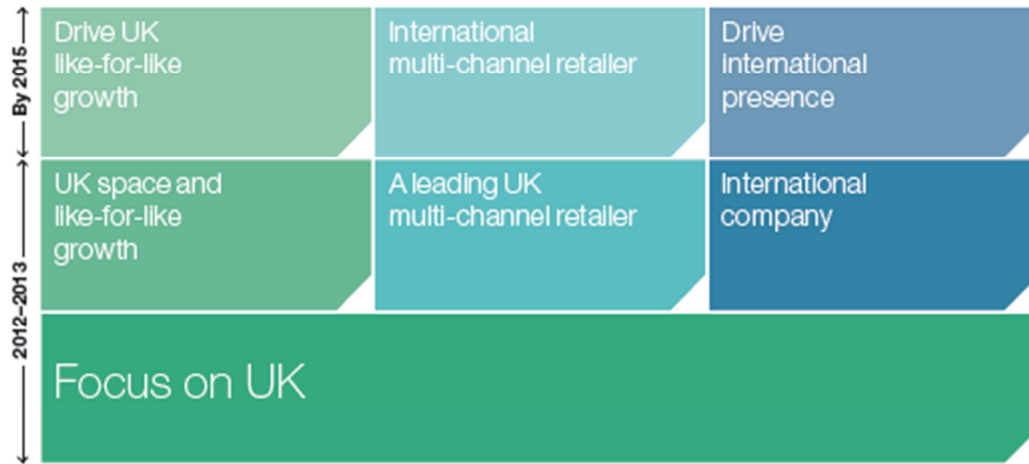 By 2015
Drive UK
like-for-like
growth
International
multi-channel retailer
Drive
international
presence
2012–2013
UK space and
like-for-like
growth
A leading UK
multi-channel retailer
International
company
Focus on UK